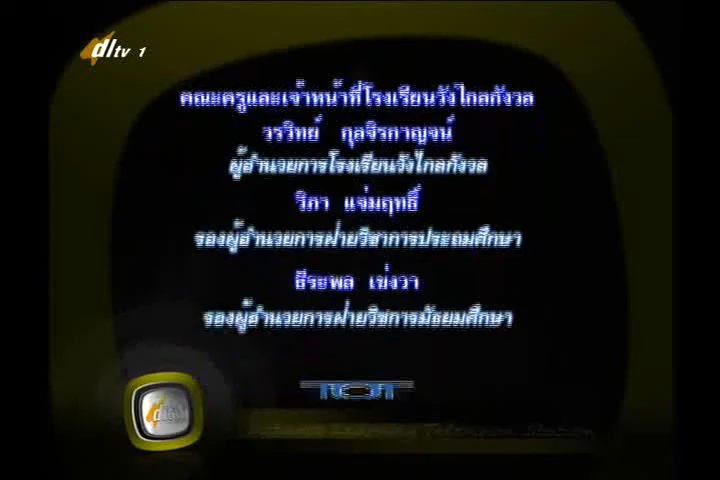 dltv 1
คณะครูและเจ้าหน้าที่โรงเรียนวังไกลกังวล
วรวิทย์ กุลจิรกาญจน์
ผู้อำนวยการโรงเรียนวังไกลกังวล
วิภา แจ่มฤทธิ์
รองผู้อำนวยการฝ่ายวิชาการประถมศึกษา
ธีระพล เข่งวา
รองผู้อำนวยการฝ่ายวิชการมัธยมศึกษา
Learning Television Station